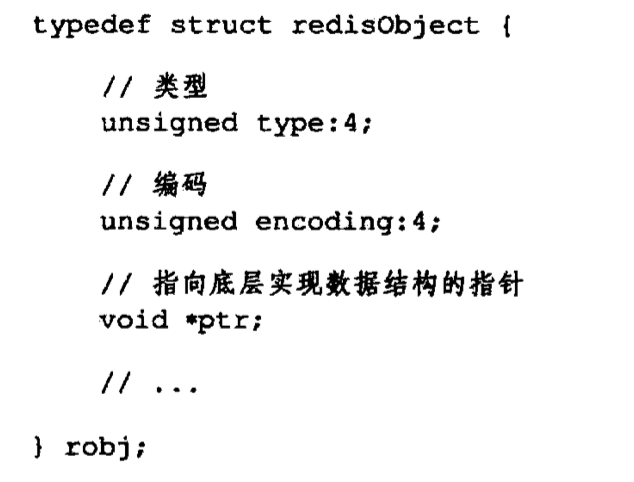 typedef struct redisObject {
// 类型
unsigned type:4;
// 编码
unsigned encoding:4;
// 指向底层实现数据结构的指针
void *ptr;
// ...
} robj;